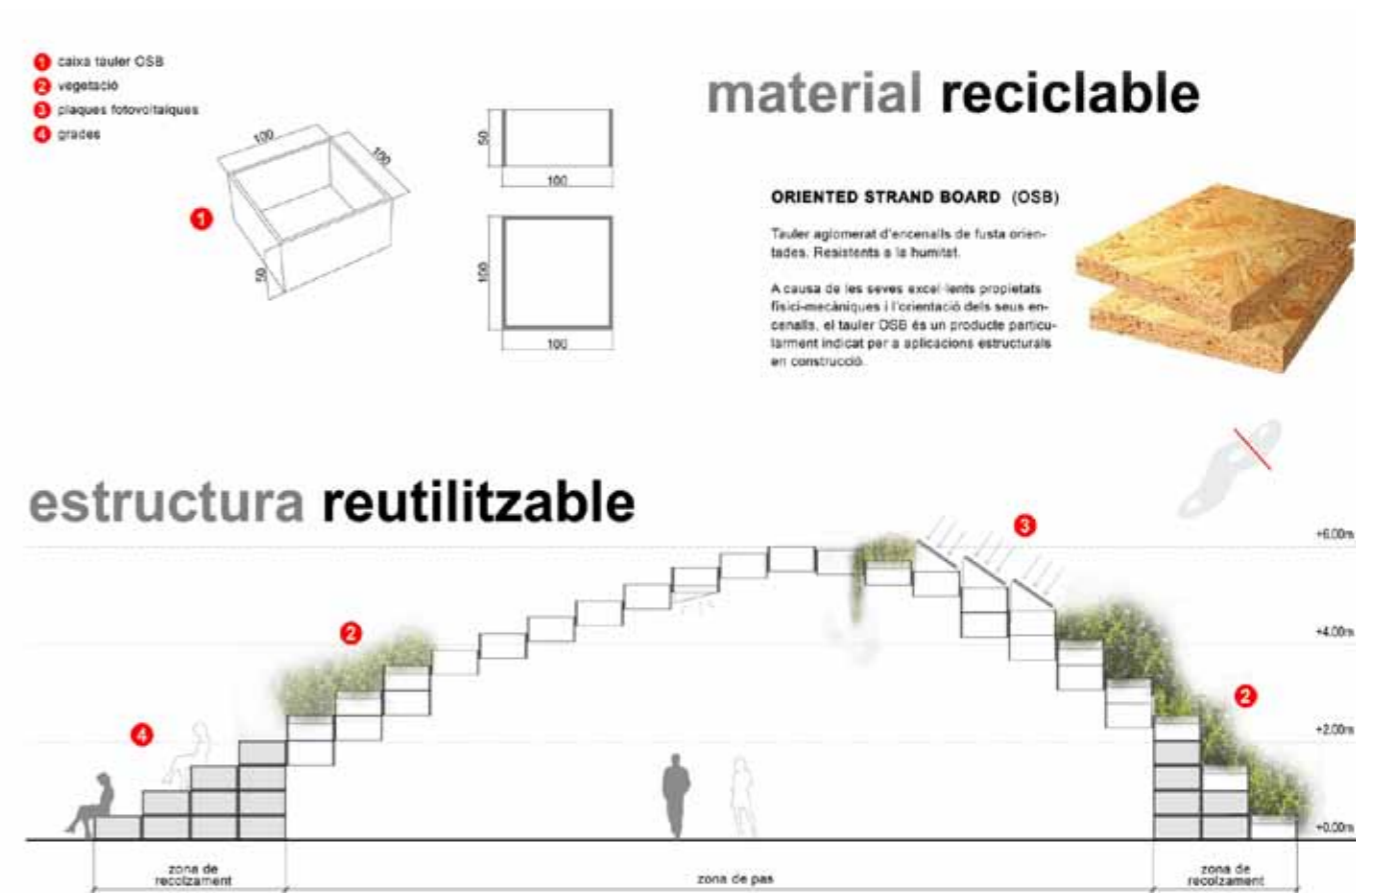 1 caixa tauler OSB
2 vegetació
3 plaques fotovoltaiques
4 grades
100
100
50
1
50
100
100
100
material reciclable
ORIENTED STRAND BOARD (OSB)
Tauler aglomerat d'encenalls de fusta orien-
tades. Resistents a la humitat.
A causa de les seves excel·lents propietats
físici-mecàniques i l'orientació dels seus en-
cenalls, el tauler OSB és un producte particu-
larment indicat per a aplicacions estructurals
en construcció.
estructura reutilitzable
3
+6.00m
2
+4.00m
2
4
+2.00m
+0.00m
zona de
recolzament
zona de pas
zona de
recolzament